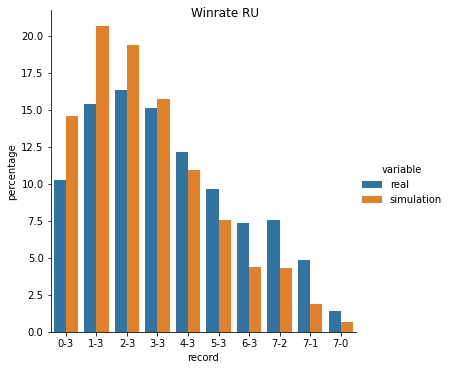 Winrate RU
20.0
17.5
15.0
12.5
10.0
7.5
5.0
2.5
0.0
percentage
0-3 1-3 2-3 3-3 4-3 5-3 6-3 7-2 7-1 7-0
record
variable
real
simulation